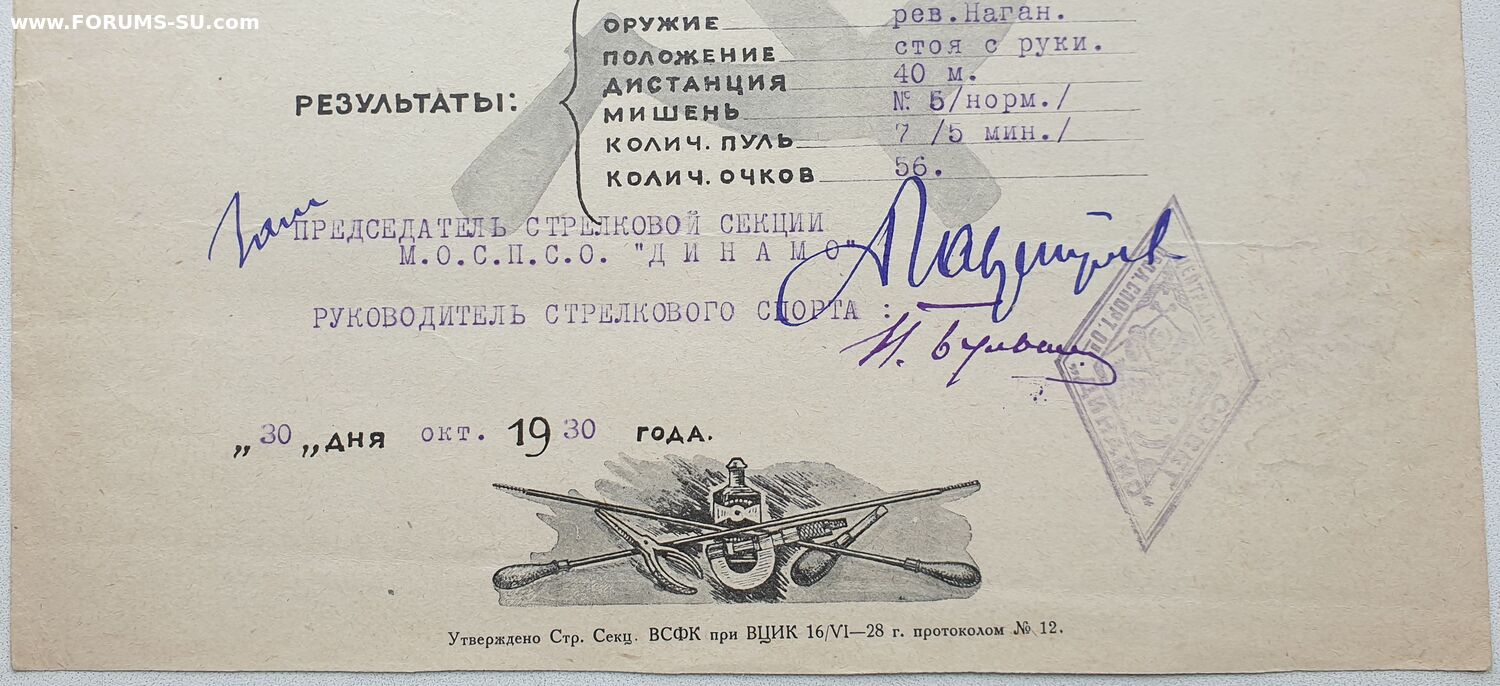 www.FORUMS-SU.com
РЕЗУЛЬТАТЫ:
ОРУЖИЕ рев.Наган.
ПОЛОЖЕНИЕ стоя с руки.
ДИСТАНЦИЯ 40 м.
МИШЕНЬ № 5/норм./
КОЛИЧ. ПУЛЬ 7 /5 мин./
КОЛИЧ. ОЧКОВ 56.
ПРЕДСЕДАТЕЛЬ СТРЕЛКОВОЙ СЕКЦИИ
М.О.С.П.С.О. "ДИНАМО"
РУКОВОДИТЕЛЬ СТРЕЛКОВОГО СПОРТА :
„30„ ДНЯ окт. 1930 ГОДА.
Утверждено Стр. Секц. ВСФК при ВЦИК 16/VI—28 г. протоколом № 12.